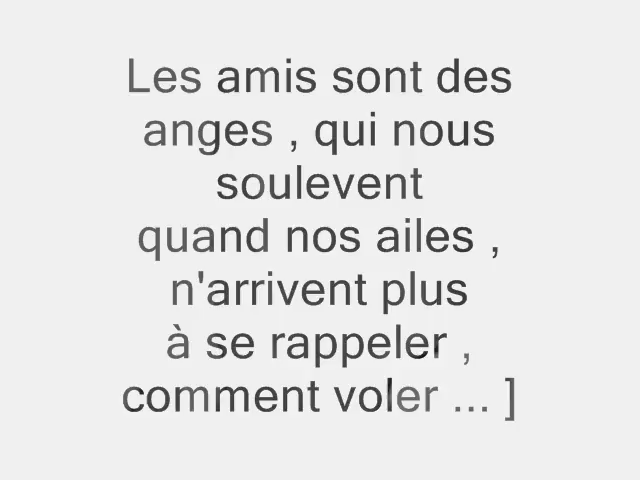 Les amis sont des
anges , qui nous
soulevent
quand nos ailes ,
n'arrivent plus
à se rappeler ,
comment voler ... ]